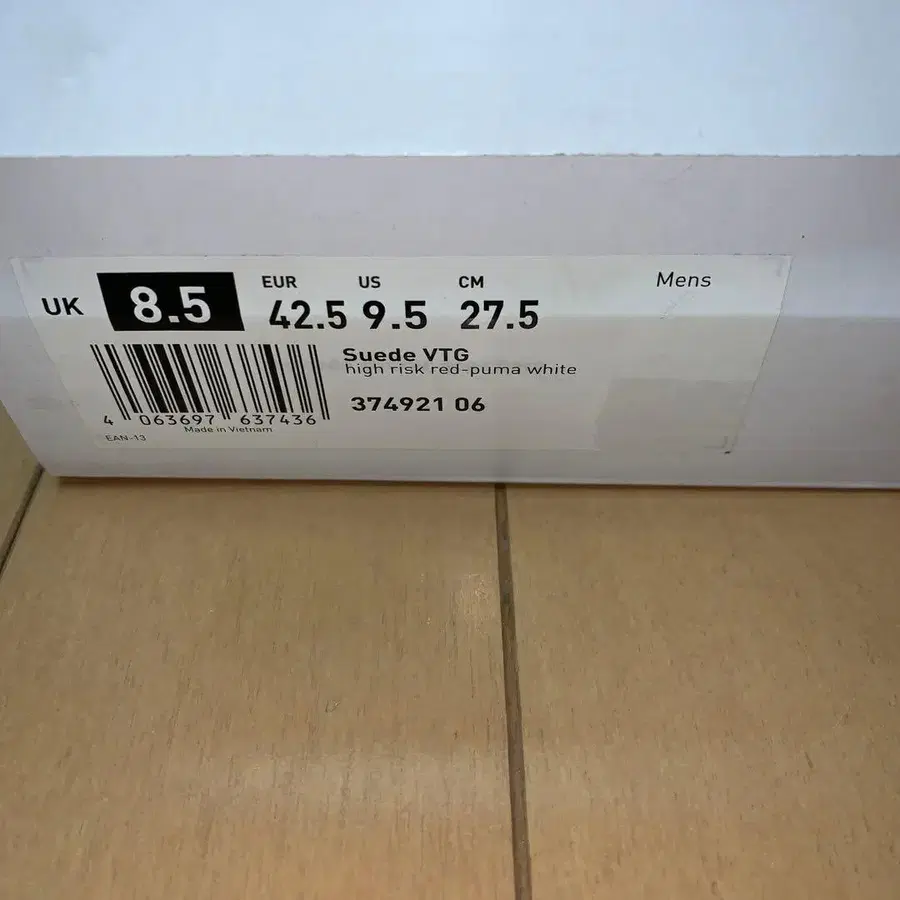 UK 8.5
EUR US CM Mens
42.5 9.5 27.5
Suede VTG
high risk red-puma white
374921 06
4 063697 637436
Made in Vietnam
EAN-13